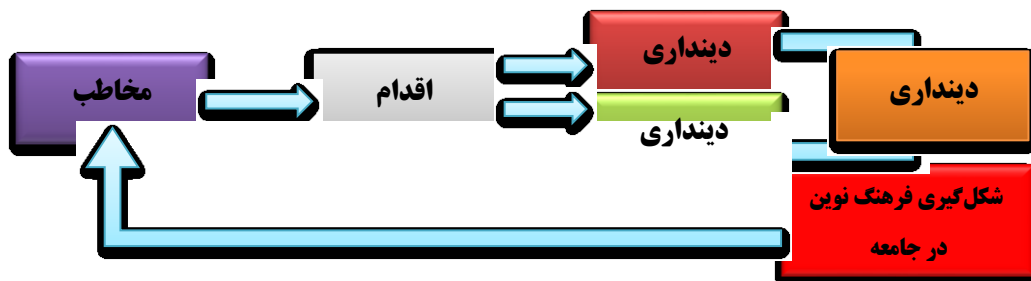 مخاطب
اقدام
دینداری
دینداری
دینداری
شکل‌گیری فرهنگ نوین
در جامعه